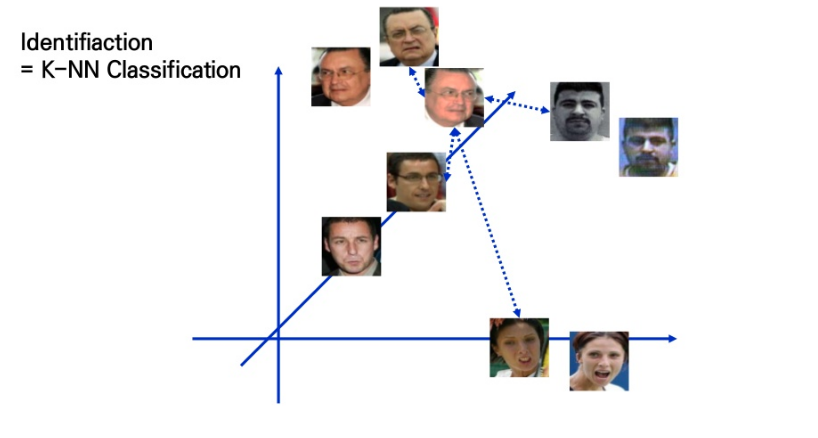 Identifiaction
= K-NN Classification